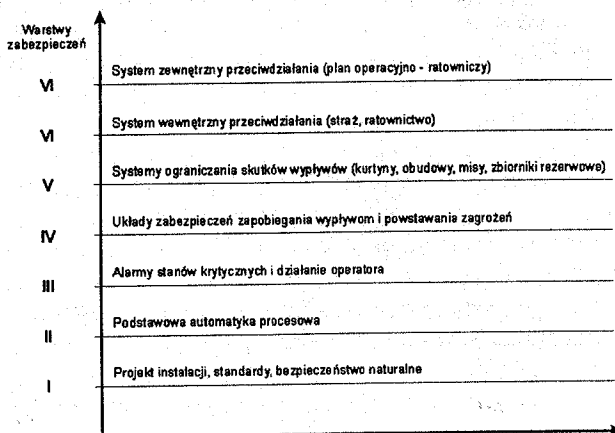 Warstwy
zabezpieczeń
VI System zewnętrzny przeciwdziałania (plan operacyjno - ratowniczy)
VI System wewnętrzny przeciwdziałania (straż, ratownictwo)
V Systemy ograniczania skutków wypływów (kurtyny, obudowy, misy, zbiorniki rezerwowe)
IV Układy zabezpieczeń zapobiegania wypływom i powstawania zagrożeń
III Alarmy stanów krytycznych i działanie operatora
II Podstawowa automatyka procesowa
I Projekt instalacji, standardy, bezpieczeństwo naturalne